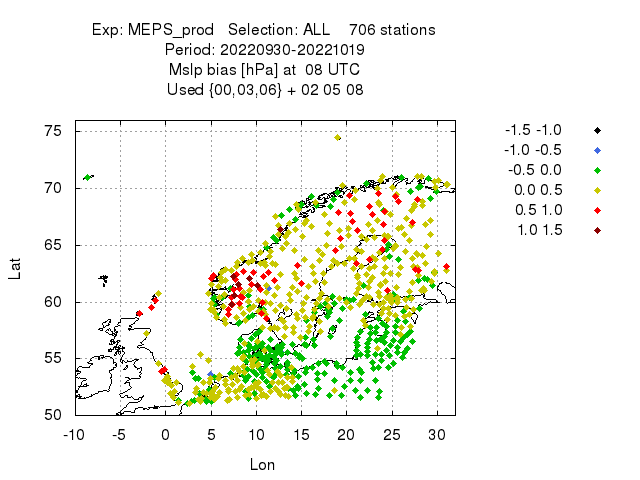 Exp: MEPS_prod Selection: ALL 706 stations
Period: 20220930-20221019
Mslp bias [hPa] at 08 UTC
Used {00,03,06} + 02 05 08
75
70
65
60
55
50
Lat
-10 -5 0 5 10 15 20 25 30
Lon
-1.5 -1.0
-1.0 -0.5
-0.5 0.0
0.0 0.5
0.5 1.0
1.0 1.5